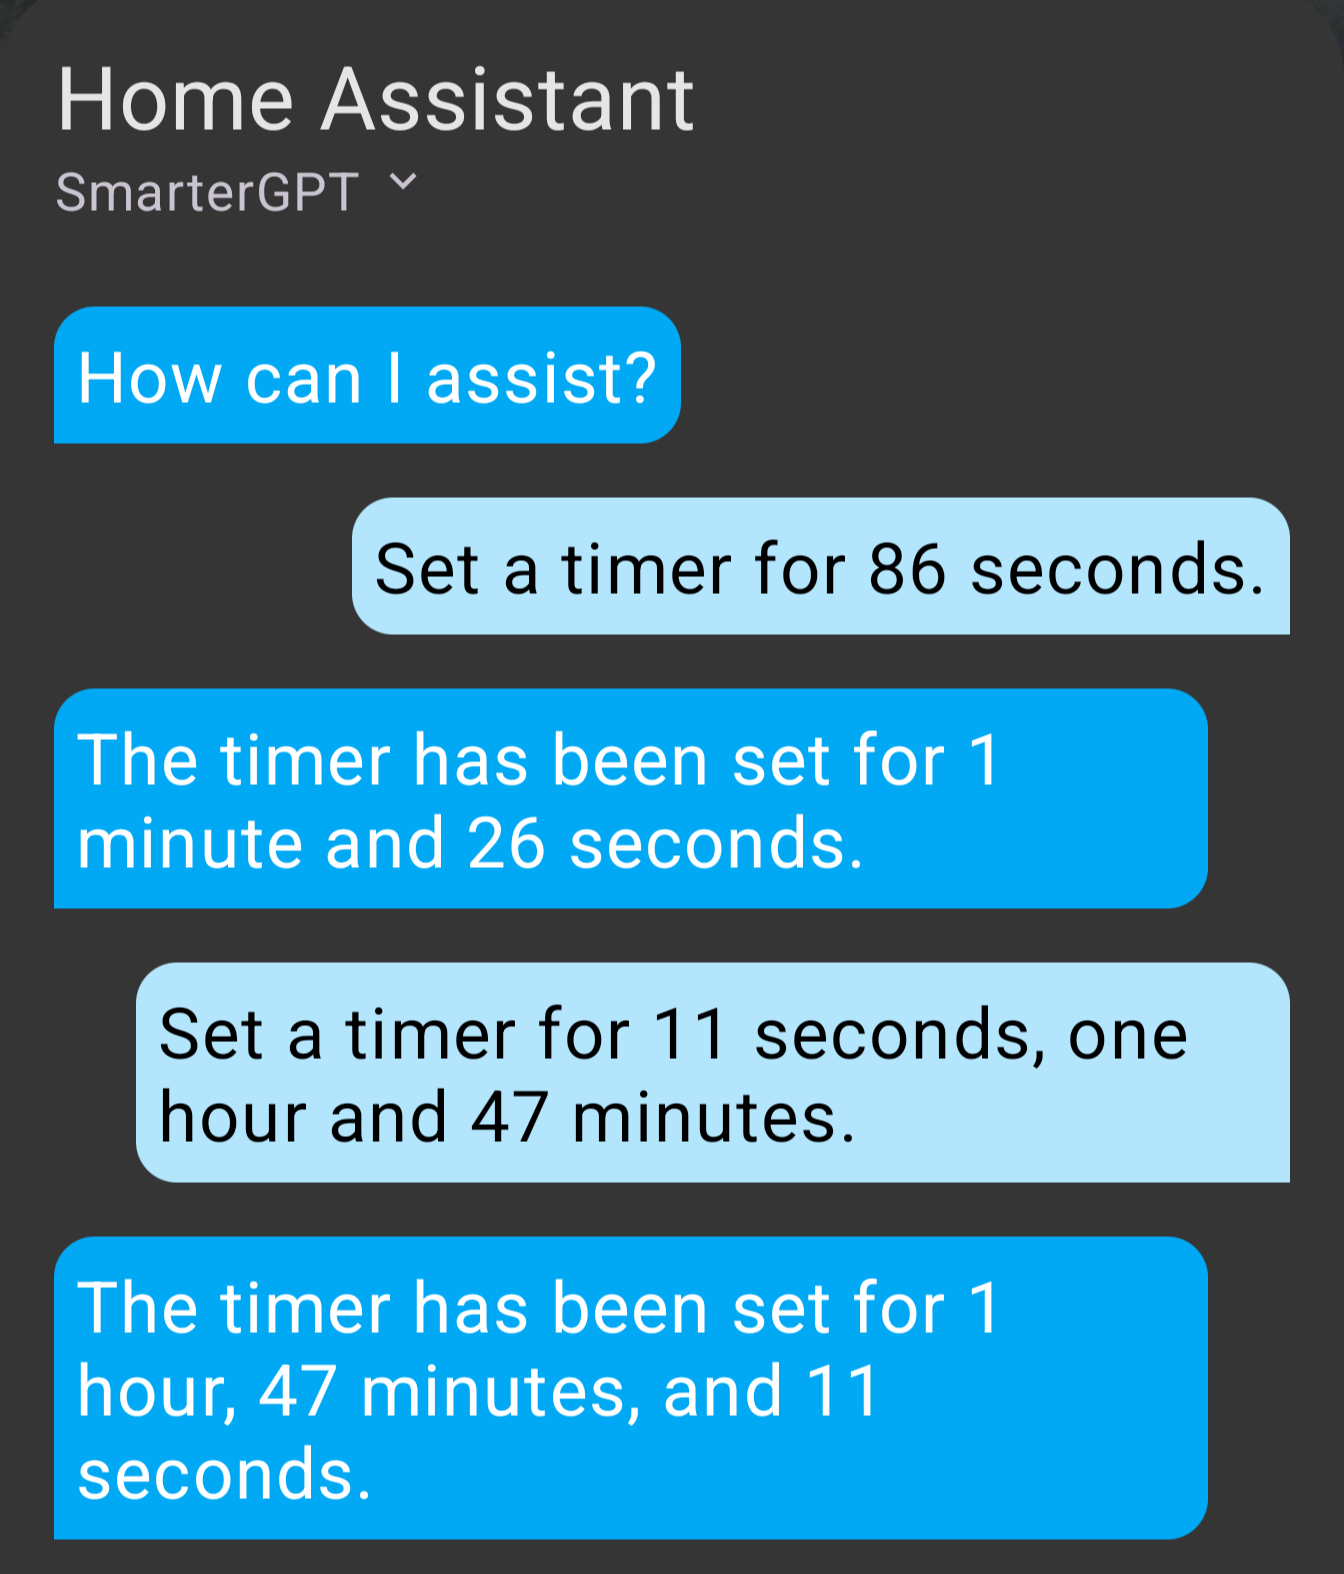 Home Assistant
SmarterGPT
How can I assist?
Set a timer for 86 seconds.
The timer has been set for 1
minute and 26 seconds.
Set a timer for 11 seconds, one
hour and 47 minutes.
The timer has been set for 1
hour, 47 minutes, and 11
seconds.